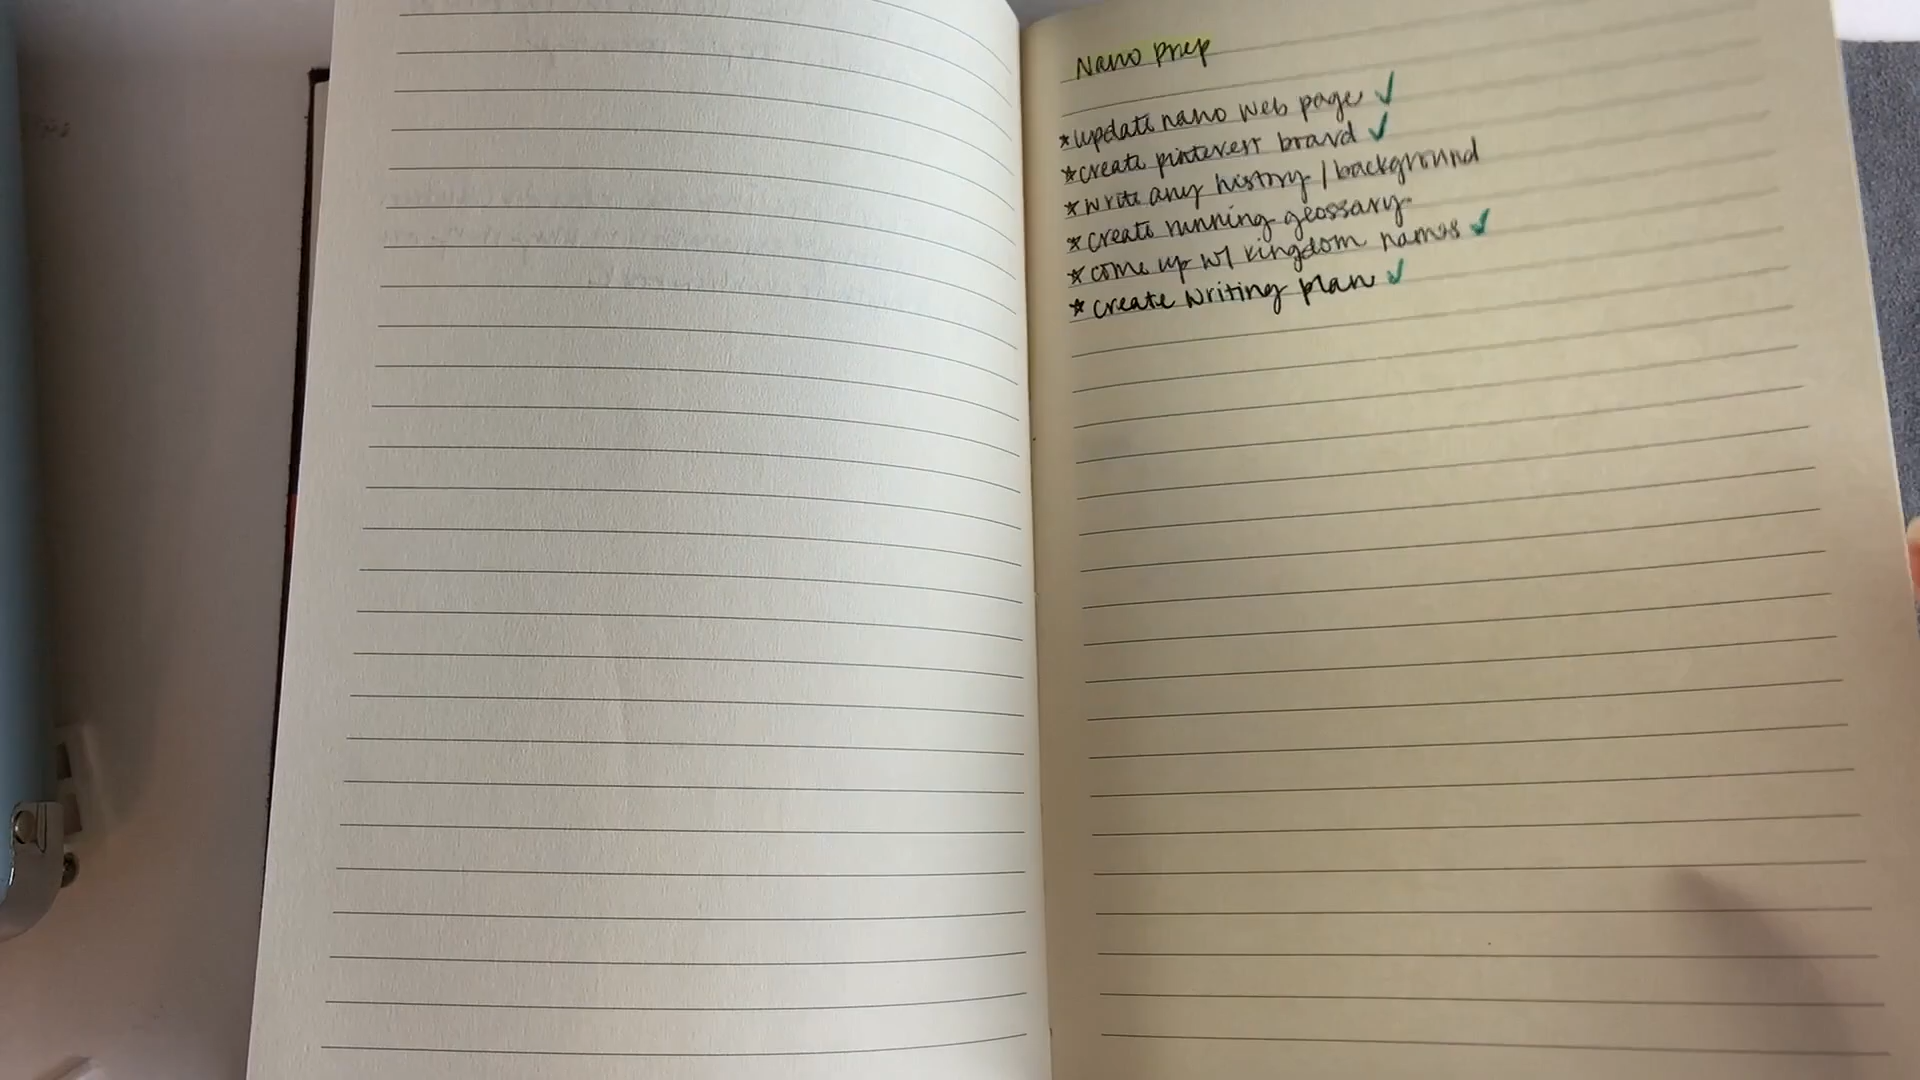 Nano Prep
*update nano web page ✓
*create pinterest board ✓
*write any history / background
*create running glossary
*come up w/ kingdom names ✓
*create writing plan ✓